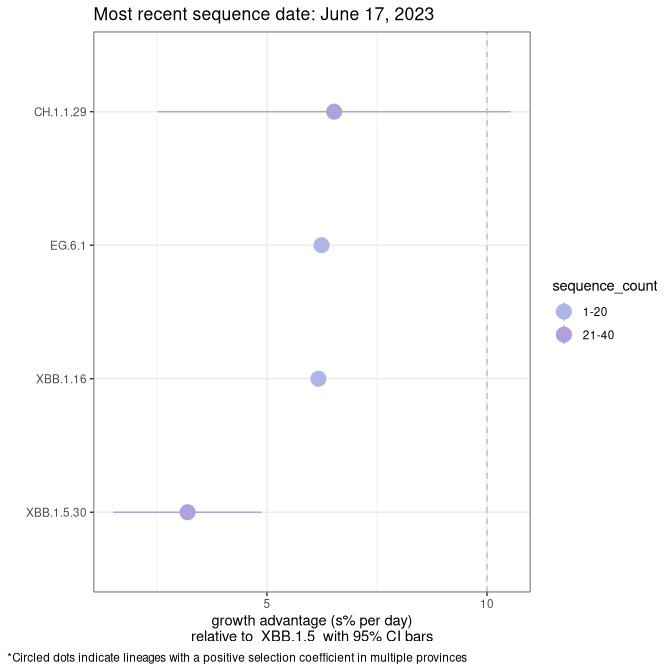 Most recent sequence date: June 17, 2023
CH.1.1.29
EG.6.1
XBB.1.16
XBB.1.5.30
5
10
growth advantage (s% per day)
relative to  XBB.1.5  with 95% CI bars
sequence_count
1-20
21-40
*Circled dots indicate lineages with a positive selection coefficient in multiple provinces